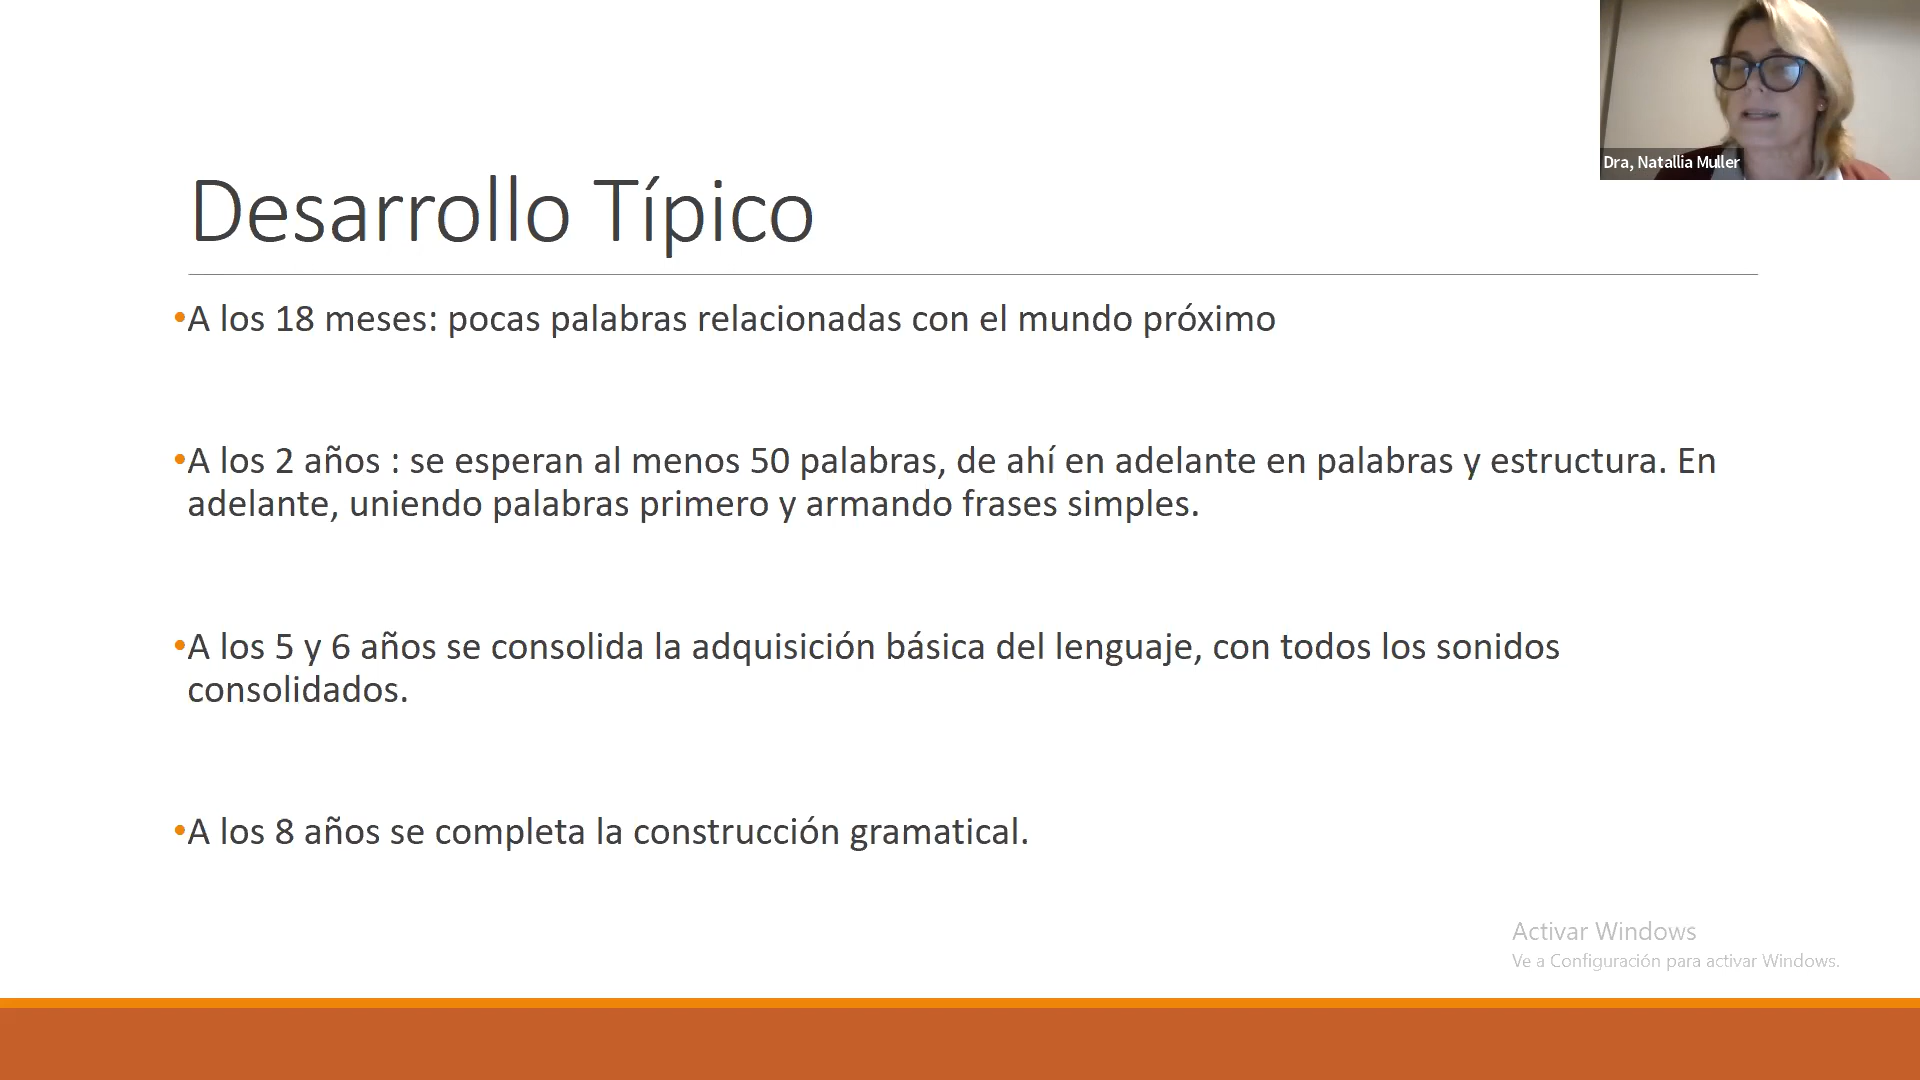 Dra, Natallia Muller
Desarrollo Típico
•A los 18 meses: pocas palabras relacionadas con el mundo próximo
•A los 2 años : se esperan al menos 50 palabras, de ahí en adelante en palabras y estructura. En
adelante, uniendo palabras primero y armando frases simples.
•A los 5 y 6 años se consolida la adquisición básica del lenguaje, con todos los sonidos
consolidados.
•A los 8 años se completa la construcción gramatical.
Activar Windows
Ve a Configuración para activar Windows.